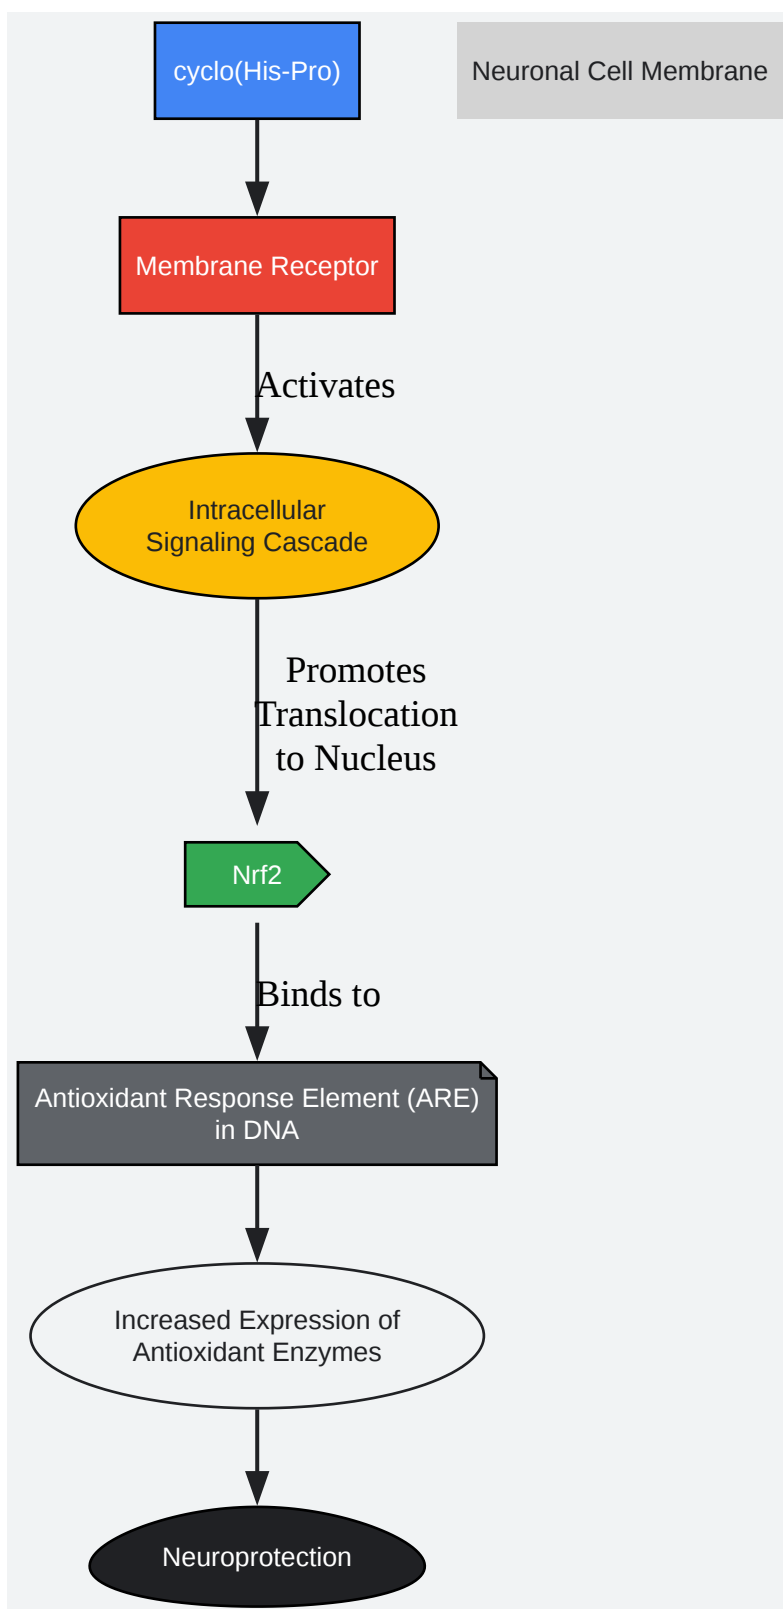 cyclo(His-Pro)
Neuronal Cell Membrane
Membrane Receptor
Activates
Intracellular
Signaling Cascade
Promotes
Translocation
to Nucleus
Nrf2
Binds to
Antioxidant Response Element (ARE)
in DNA
Increased Expression of
Antioxidant Enzymes
Neuroprotection